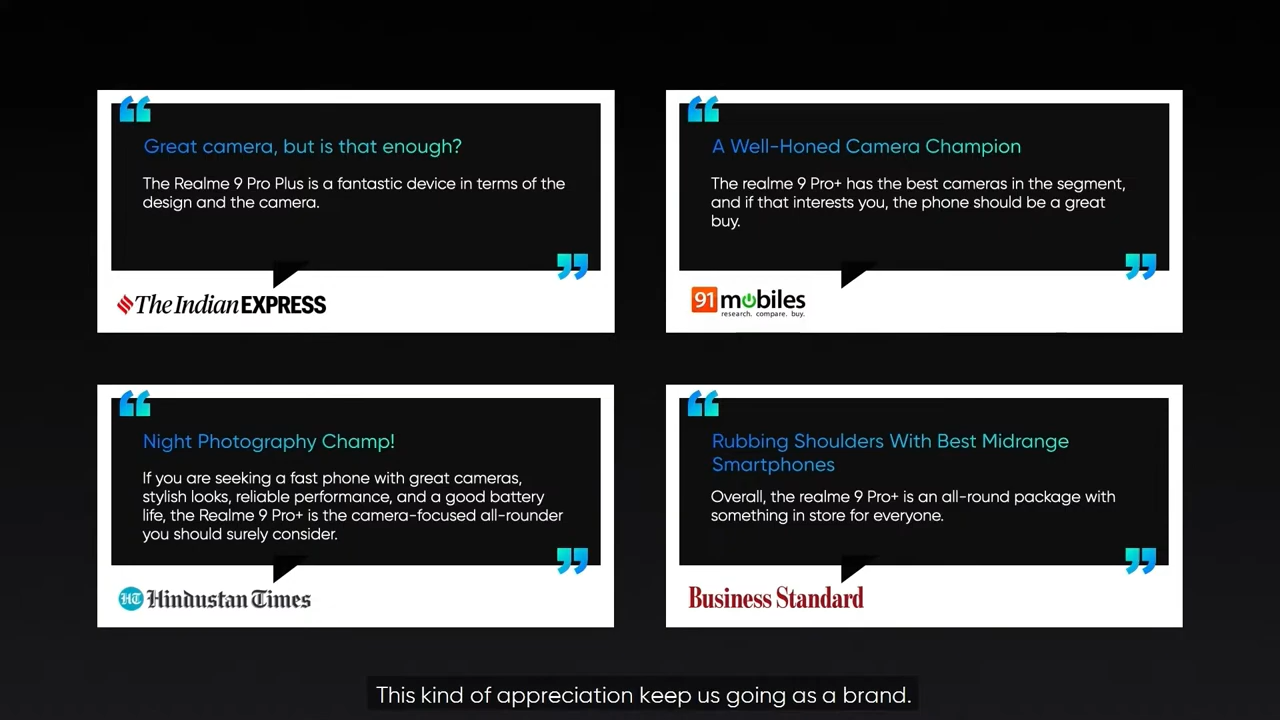 Great camera, but is that enough?
The Realme 9 Pro Plus is a fantastic device in terms of the
design and the camera.
The Indian EXPRESS
A Well-Honed Camera Champion
The realme 9 Pro+ has the best cameras in the segment,
and if that interests you, the phone should be a great
buy.
91mobiles
research. compare. buy.
Night Photography Champ!
If you are seeking a fast phone with great cameras,
stylish looks, reliable performance, and a good battery
life, the Realme 9 Pro+ is the camera-focused all-rounder
you should surely consider.
HT Hindustan Times
Rubbing Shoulders With Best Midrange
Smartphones
Overall, the realme 9 Pro+ is an all-round package with
something in store for everyone.
Business Standard
This kind of appreciation keep us going as a brand.